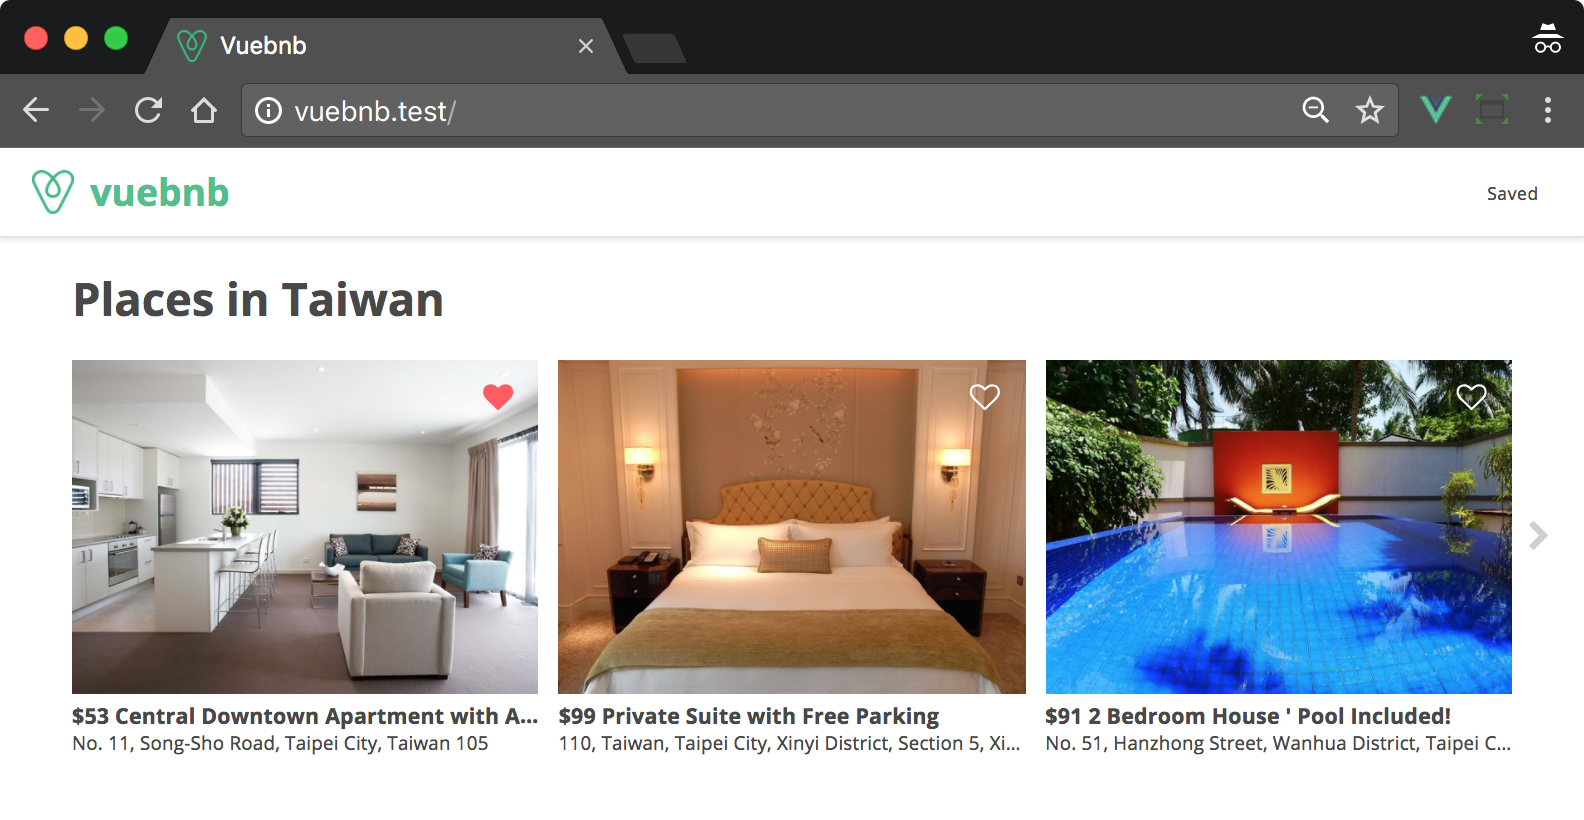 Vuebnb
vuebnb.test/
vuebnb
Saved
Places in Taiwan
$53 Central Downtown Apartment with A...
No. 11, Song-Sho Road, Taipei City, Taiwan 105
$99 Private Suite with Free Parking
110, Taiwan, Taipei City, Xinyi District, Section 5, Xi...
$91 2 Bedroom House ' Pool Included!
No. 51, Hanzhong Street, Wanhua District, Taipei C...